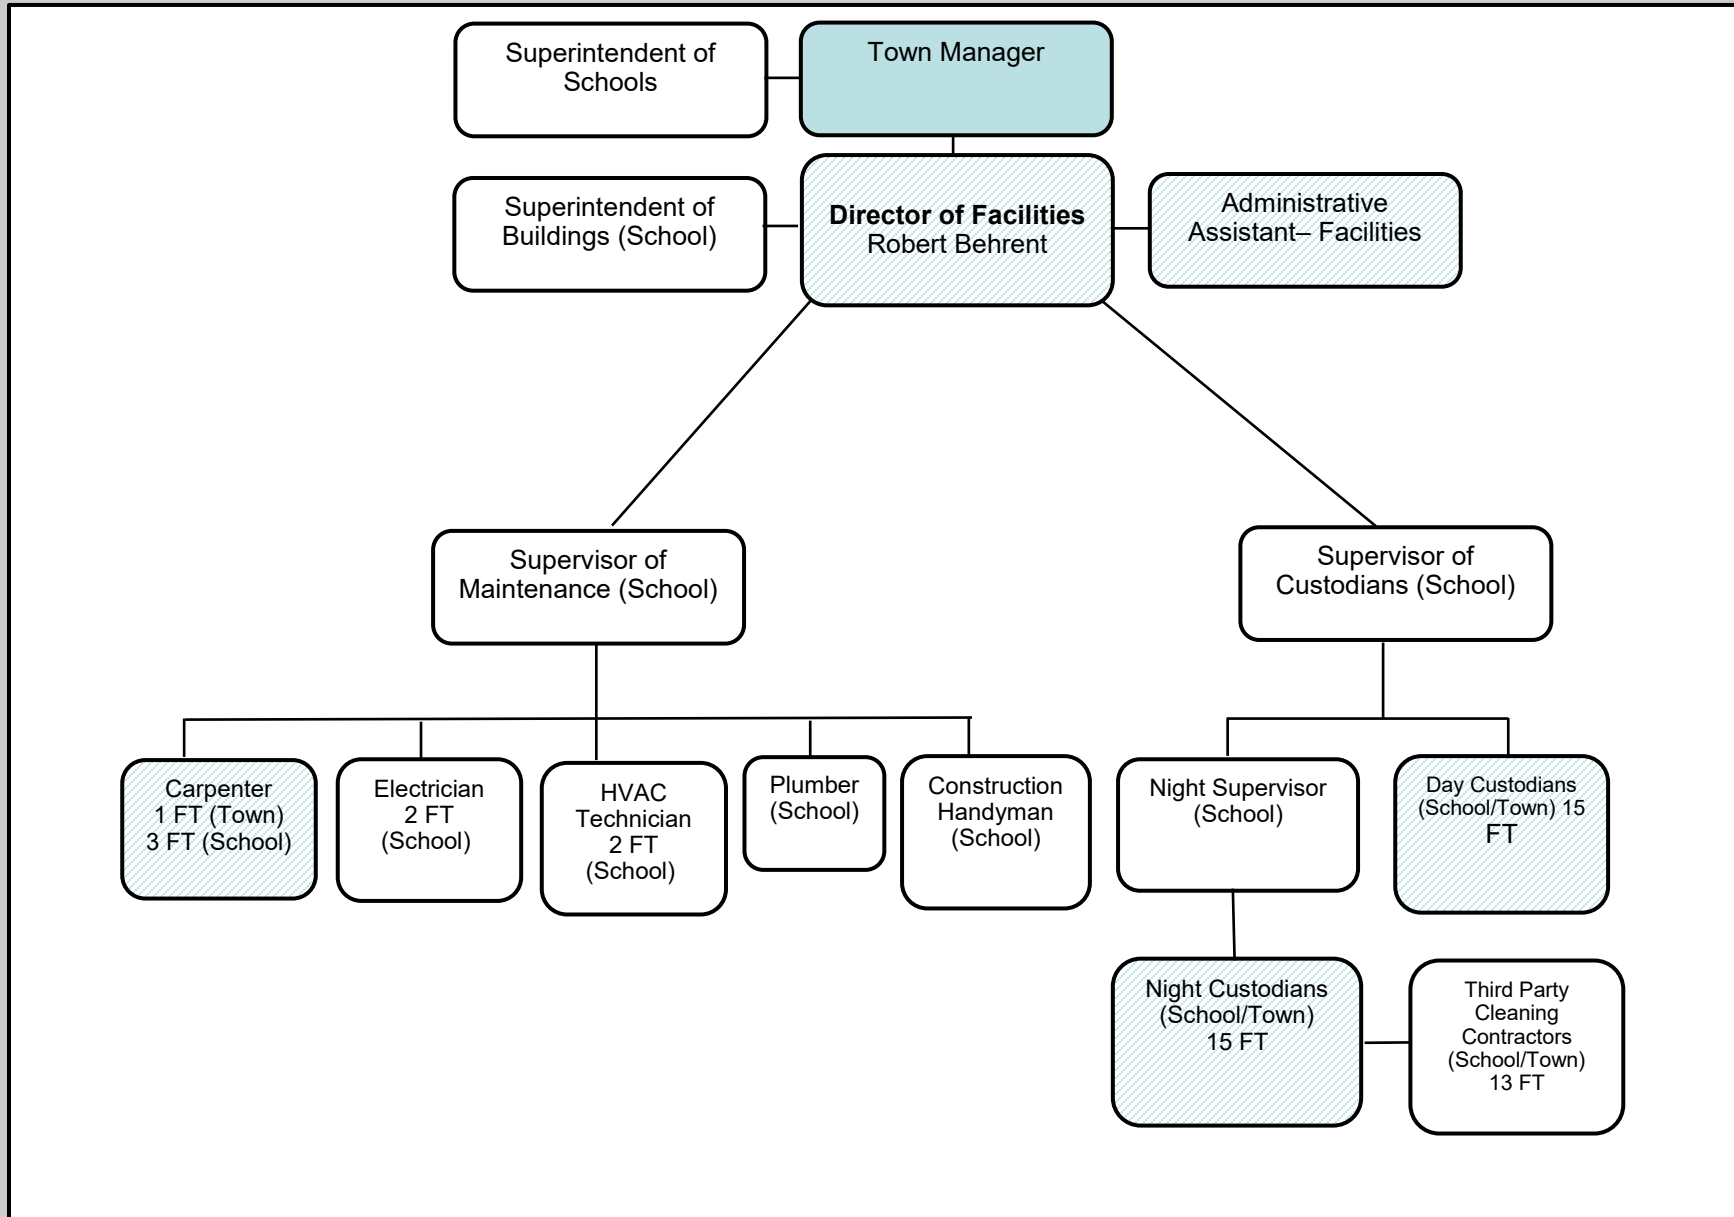 Superintendent of
Schools
Town Manager
Superintendent of
Buildings (School)
Director of Facilities
Robert Behrent
Administrative
Assistant– Facilities
Supervisor of
Maintenance (School)
Supervisor of
Custodians (School)
Carpenter
1 FT (Town)
3 FT (School)
Electrician
2 FT
(School)
HVAC
Technician
2 FT
(School)
Plumber
(School)
Construction
Handyman
(School)
Night Supervisor
(School)
Day Custodians
(School/Town) 15
FT
Night Custodians
(School/Town)
15 FT
Third Party
Cleaning
Contractors
(School/Town)
13 FT